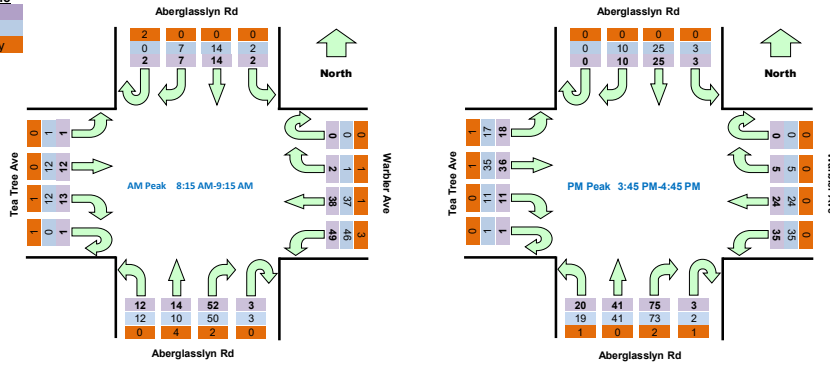 Aberglasslyn Rd
2 0 0 0
0 7 14 2
2 7 14 2
North
0 1 1
0 12 12
1 12 13
1 0 1
Tea Tree Ave
AM Peak 8:15 AM-9:15 AM
0 0 0
2 1 1
38 37 1
49 46 3
Warbler Ave
12 14 52 3
12 10 50 3
0 4 2 0
Aberglasslyn Rd
Aberglasslyn Rd
0 0 0 0
0 10 25 3
0 10 25 3
North
1 17 18
1 35 36
0 11 11
0 1 1
Tea Tree Ave
PM Peak 3:45 PM-4:45 PM
0 0 0
5 5 0
24 24 0
35 35 0
20 41 75 3
19 41 73 2
1 0 2 1
Aberglasslyn Rd